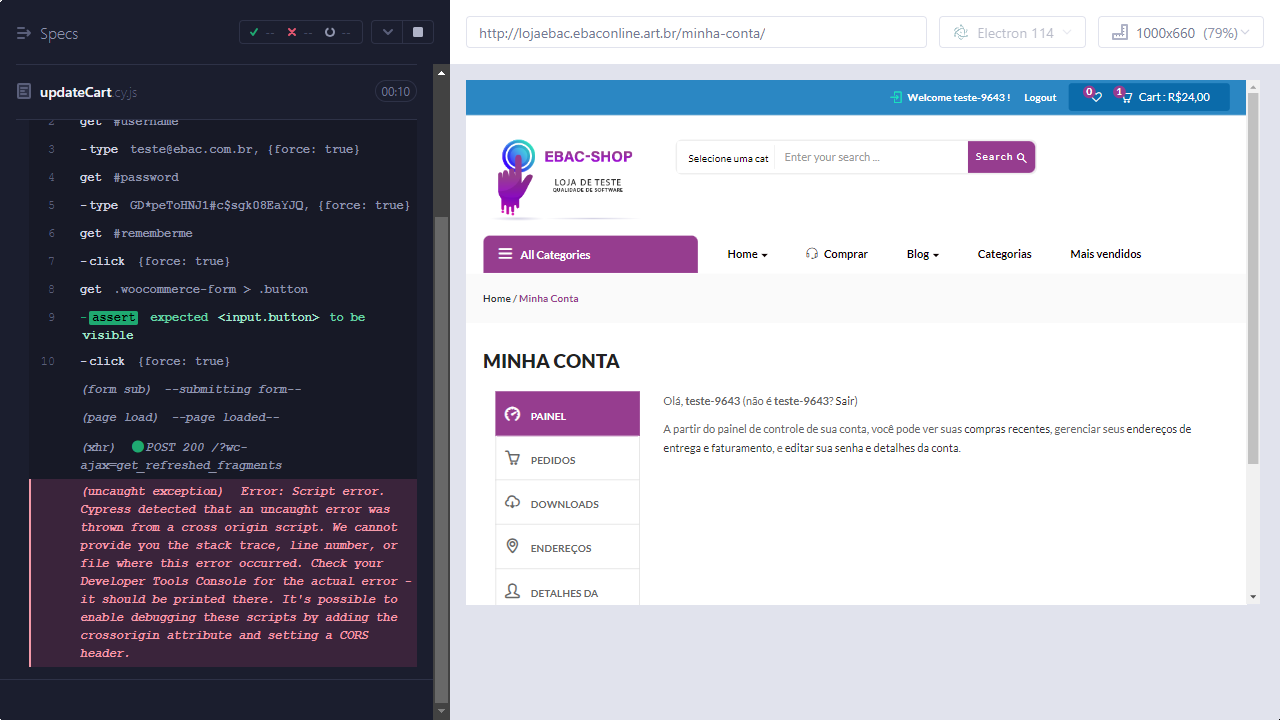 Specs
-- -- --
updateCart.cy.js
00:10
2 get #username
3 -type teste@ebac.com.br, {force: true}
4 get #password
5 -type GD*peToHNJ1#c$sgk08EaYJQ, {force: true}
6 get #rememberme
7 -click {force: true}
8 get .woocommerce-form > .button
9 -assert expected <input.button> to be
visible
10 -click {force: true}
(form sub) --submitting form--
(page load) --page loaded--
(xhr) POST 200 /?wc-
ajax=get_refreshed_fragments
(uncaught exception) Error: Script error.
Cypress detected that an uncaught error was
thrown from a cross origin script. We cannot
provide you the stack trace, line number, or
file where this error occurred. Check your
Developer Tools Console for the actual error -
it should be printed there. It's possible to
enable debugging these scripts by adding the
crossorigin attribute and setting a CORS
header.
http://lojaebac.ebaconline.art.br/minha-conta/
Electron 114
1000x660 (79%)
Welcome teste-9643 ! Logout 0 1 Cart : R$24,00
EBAC-SHOP
LOJA DE TESTE
QUALIDADE DE SOFTWARE
Selecione uma cat
Enter your search ...
Search
All Categories
Home
Comprar
Blog
Categorias
Mais vendidos
Home / Minha Conta
MINHA CONTA
PAINEL
PEDIDOS
DOWNLOADS
ENDEREÇOS
DETALHES DA
Olá, teste-9643 (não é teste-9643? Sair)
A partir do painel de controle de sua conta, você pode ver suas compras recentes, gerenciar seus endereços de
entrega e faturamento, e editar sua senha e detalhes da conta.